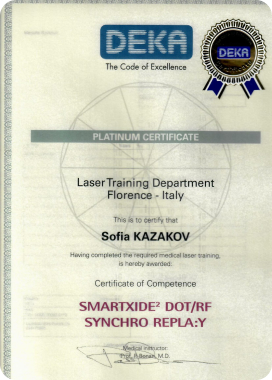 DEKA
The Code of Excellence
DEKA
PLATINUM CERTIFICATE
Laser Training Department
Florence - Italy
This is to certify that
Sofia KAZAKOV
Having completed the required medical laser training,
is hereby awarded:
Certificate of Competence
SMARTXIDE² DOT/RF
SYNCHRO REPLA:Y
Medical instructor
Prof. P. Bonan, M.D.